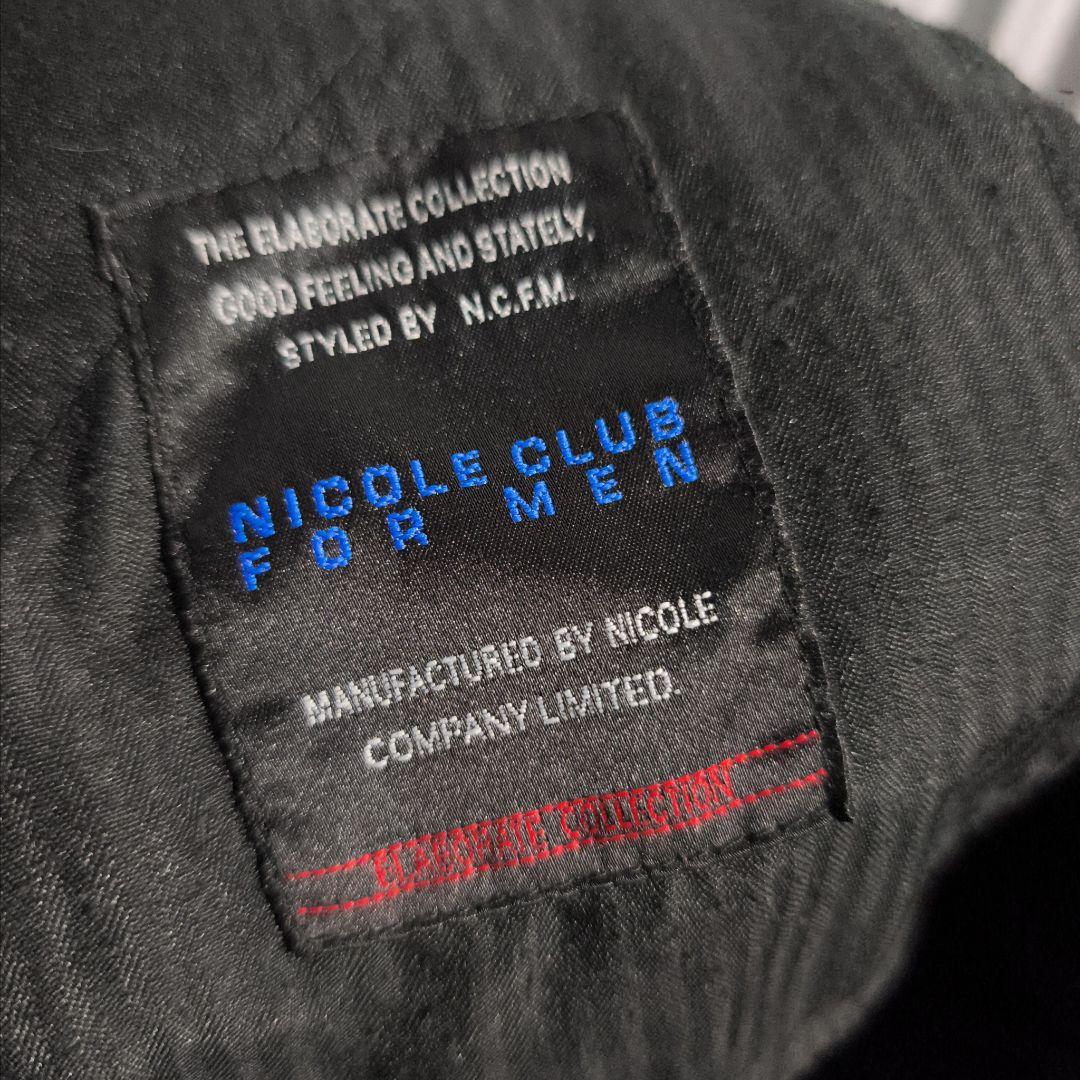 THE ELABORATE COLLECTION
GOOD FEELING AND STATELY,
STYLED BY N.C.F.M.
NICOLE CLUB
FOR MEN
MANUFACTURED BY NICOLE
COMPANY LIMITED.
ELABORATE COLLECTION